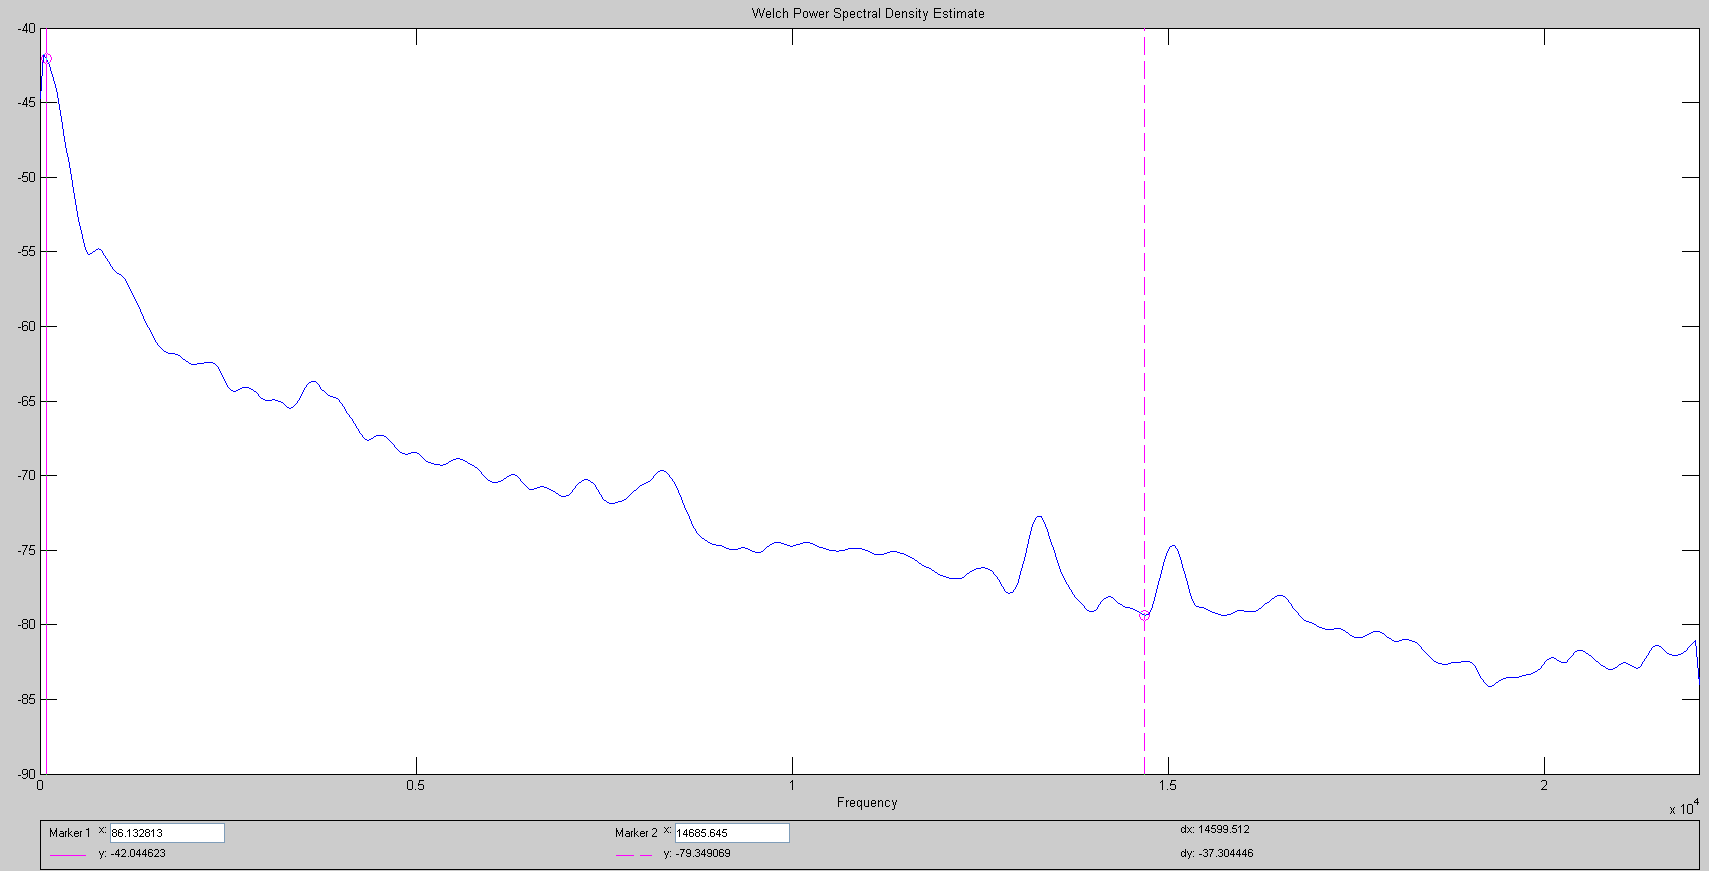 Welch Power Spectral Density Estimate
-40
-45
-50
-55
-60
-65
-70
-75
-80
-85
-90
0 0.5 1 1.5 2
Frequency
x 10^4
Marker 1 x: 86.132813 Marker 2 x: 14685.645 dx: 14599.512
y: -42.044623 y: -79.349069 dy: -37.304446